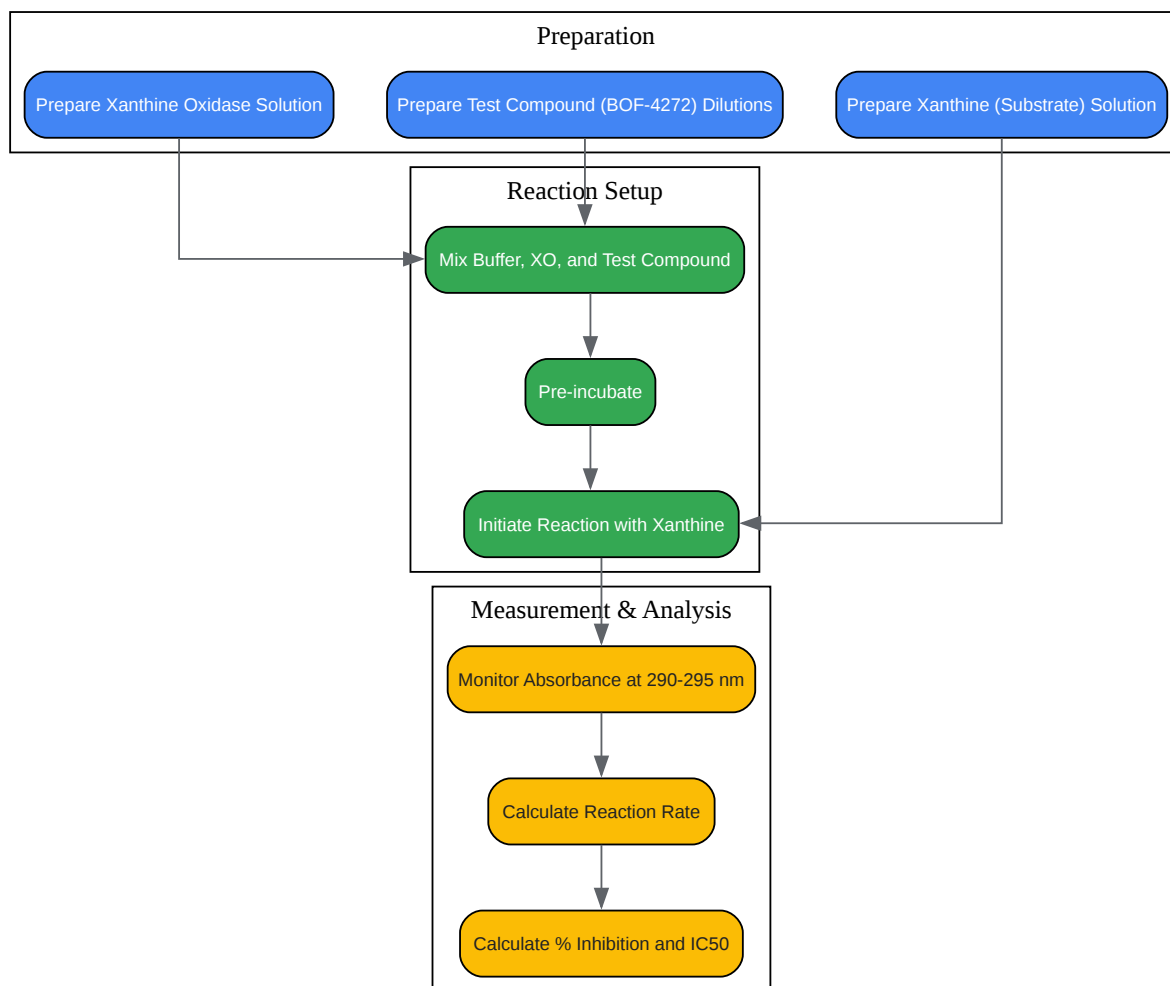 Preparation
Prepare Xanthine Oxidase Solution
Prepare Test Compound (BOF-4272) Dilutions
Prepare Xanthine (Substrate) Solution
Reaction Setup
Mix Buffer, XO, and Test Compound
Pre-incubate
Initiate Reaction with Xanthine
Measurement & Analysis
Monitor Absorbance at 290-295 nm
Calculate Reaction Rate
Calculate % Inhibition and IC50